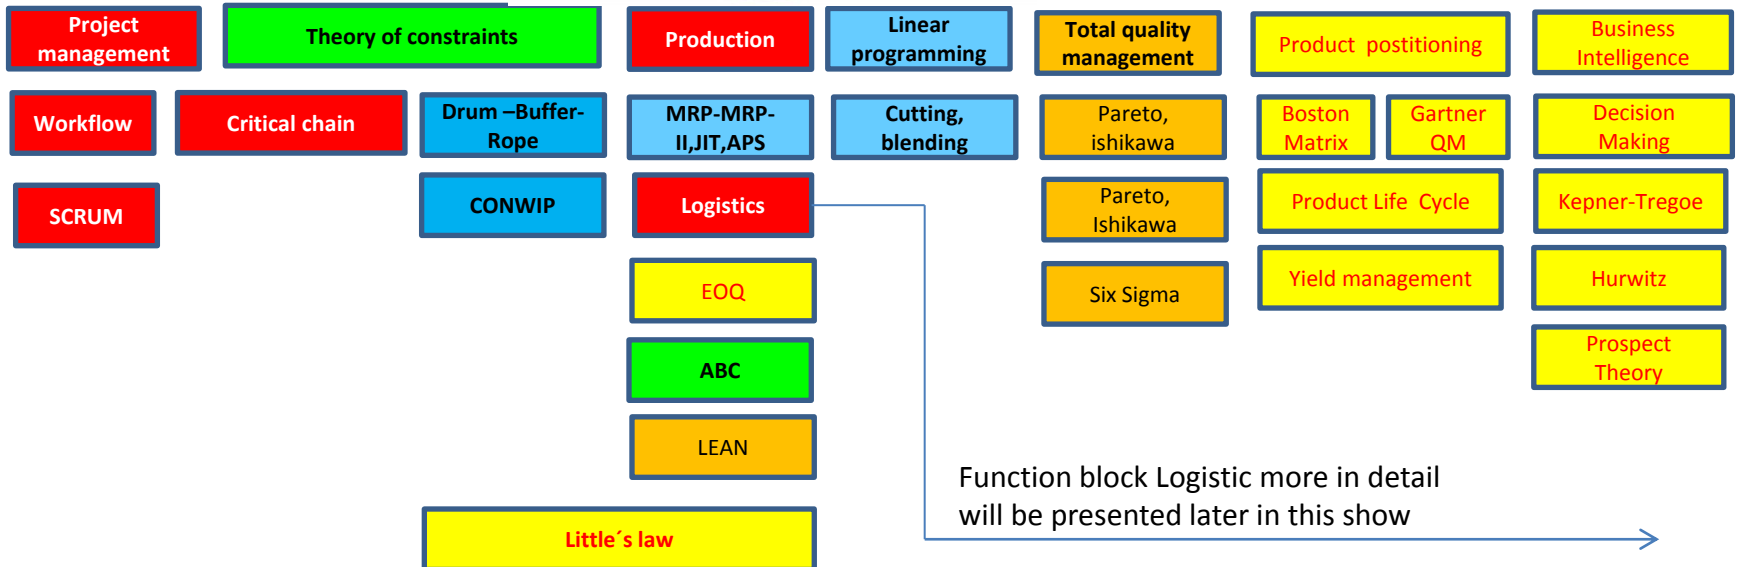 Project
management
Theory of constraints
Production
Linear
programming
Total quality
management
Product postitioning
Business
Intelligence
Workflow
Critical chain
Drum –Buffer-
Rope
MRP-MRP-
II,JIT,APS
Cutting,
blending
Pareto,
ishikawa
Boston
Matrix
Gartner
QM
Decision
Making
SCRUM
CONWIP
Logistics
Pareto,
Ishikawa
Product Life Cycle
Kepner-Tregoe
EOQ
Six Sigma
Yield management
Hurwitz
ABC
Prospect
Theory
LEAN
Function block Logistic more in detail
will be presented later in this show
Little´s law